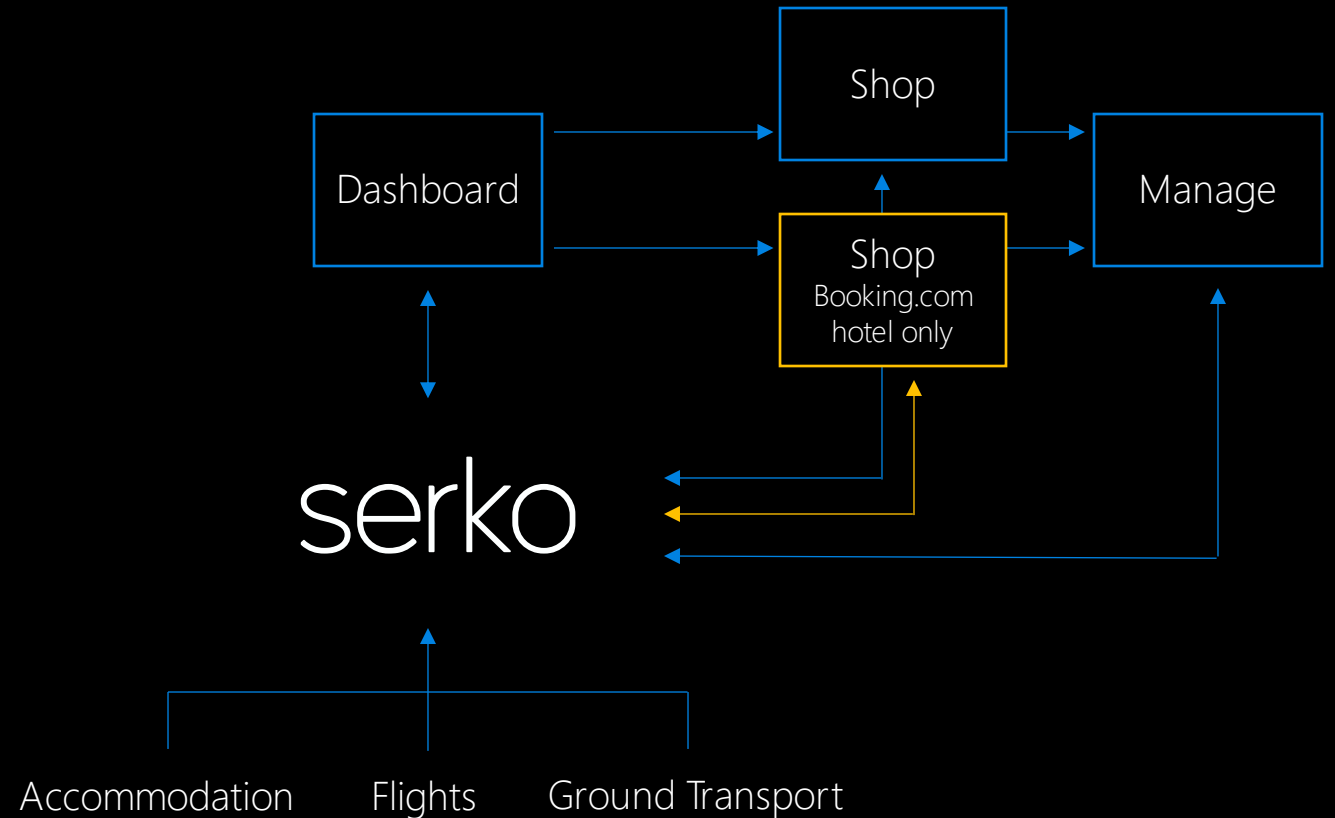 Shop
Dashboard
Manage
Shop
Booking.com
hotel only
serko
Accommodation
Flights
Ground Transport